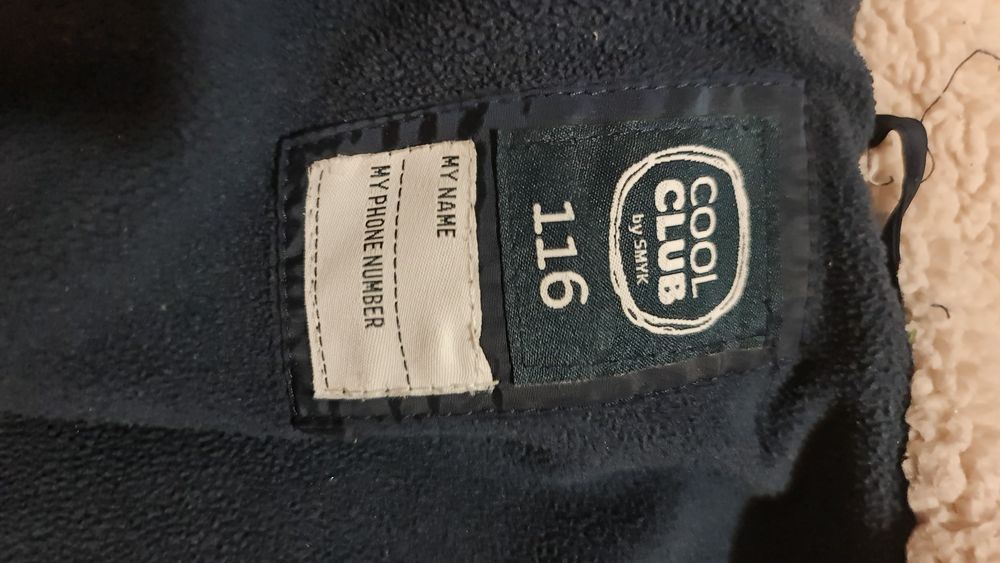 COOL
CLUB
by SMYK
116
MY NAME
MY PHONE NUMBER